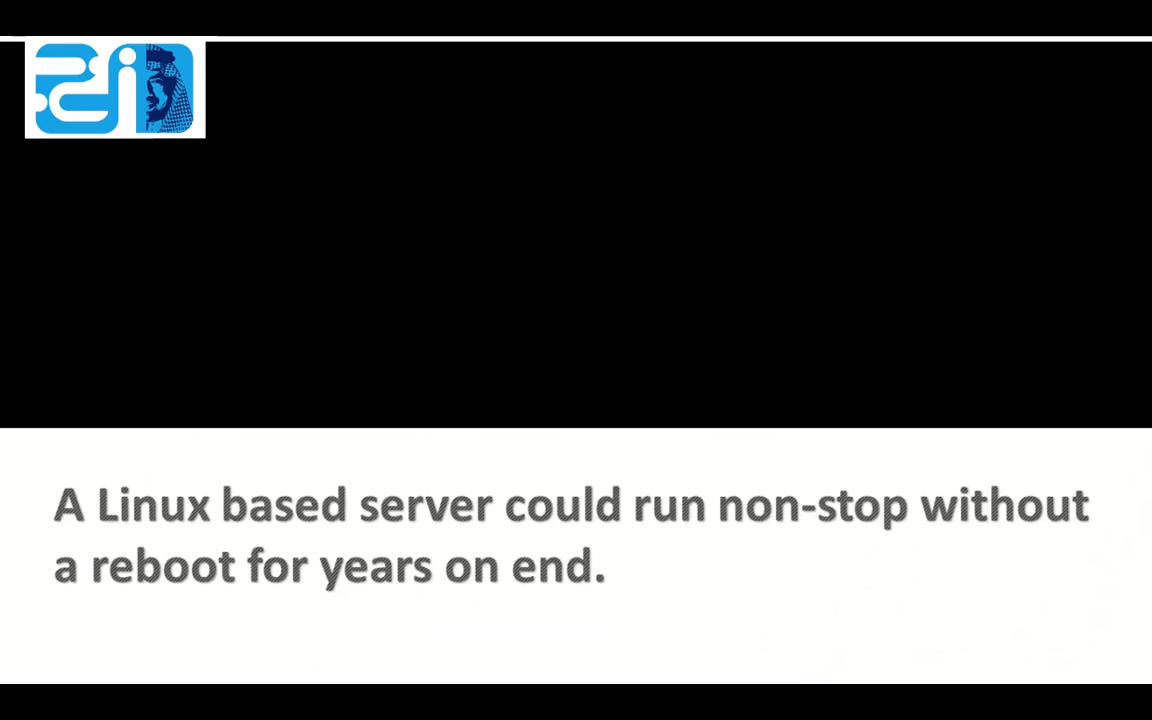 A Linux based server could run non-stop without
a reboot for years on end.